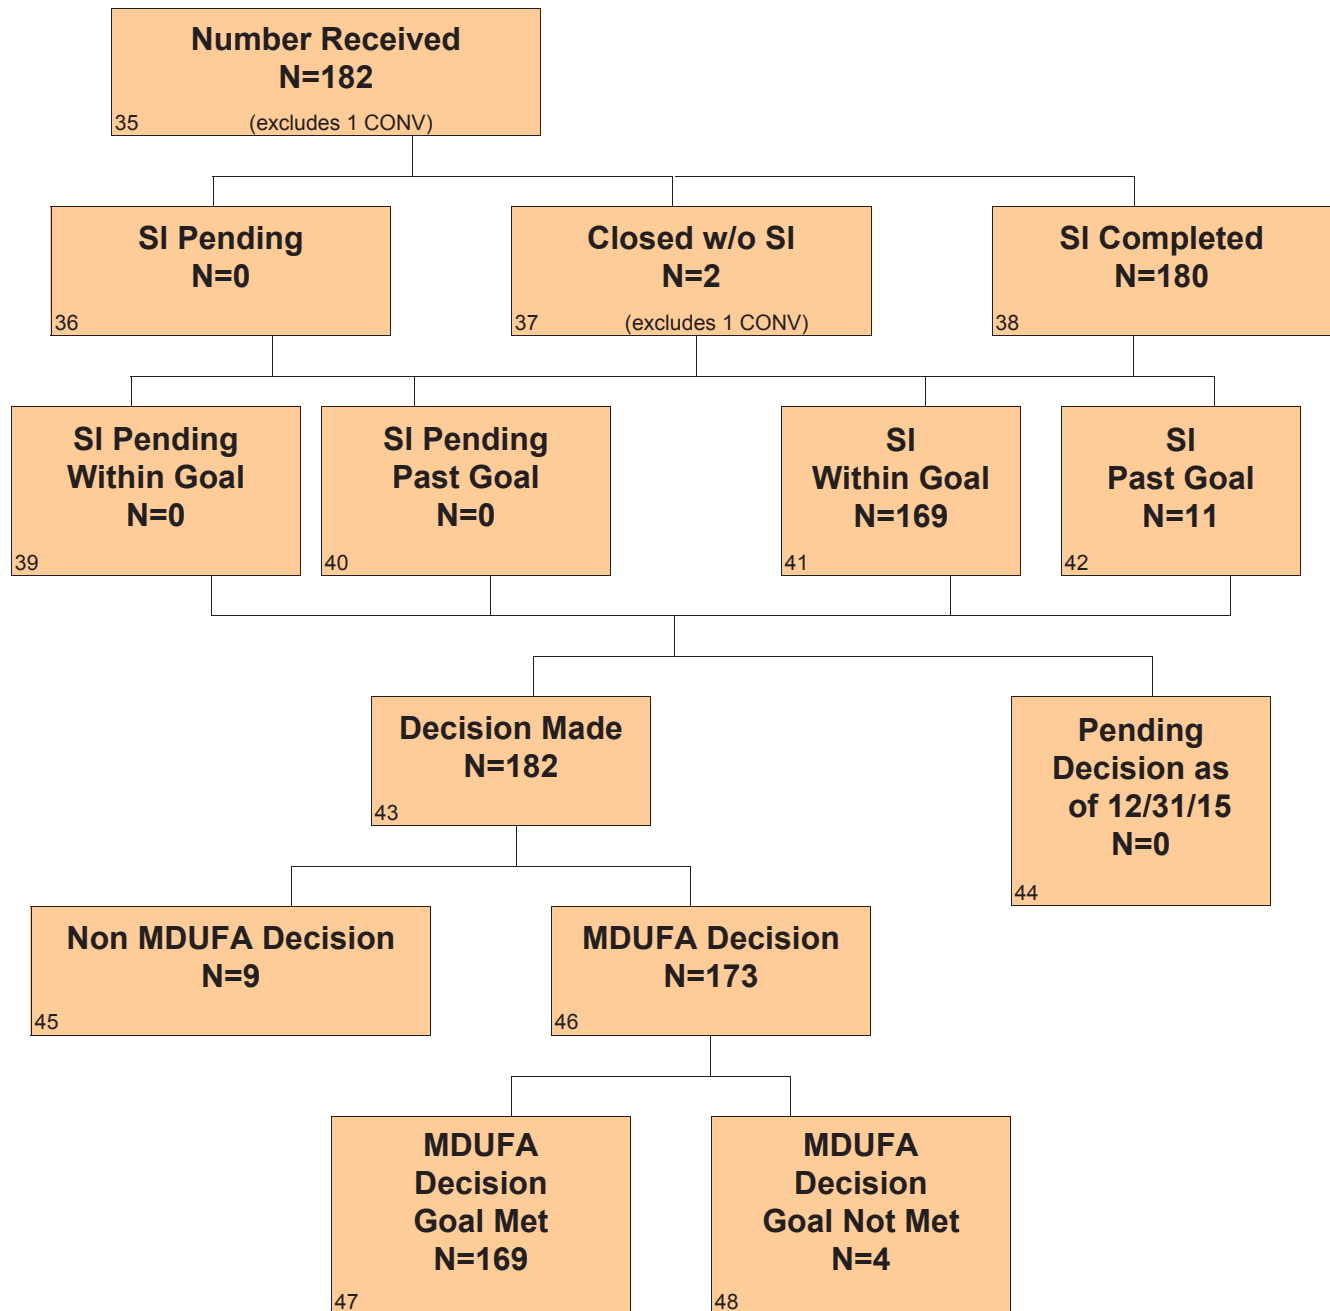 Number Received
N=182
35 (excludes 1 CONV)
SI Pending
N=0
36
Closed w/o SI
N=2
37 (excludes 1 CONV)
SI Completed
N=180
38
SI Pending
Within Goal
N=0
39
SI Pending
Past Goal
N=0
40
SI
Within Goal
N=169
41
SI
Past Goal
N=11
42
Decision Made
N=182
43
Pending
Decision as
of 12/31/15
N=0
44
Non MDUFA Decision
N=9
45
MDUFA Decision
N=173
46
MDUFA
Decision
Goal Met
N=169
47
MDUFA
Decision
Goal Not Met
N=4
48